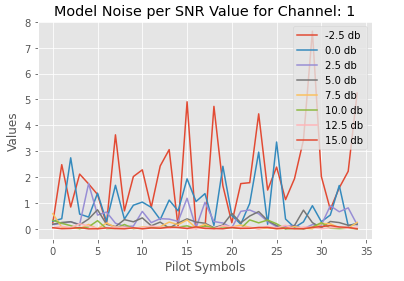 Model Noise per SNR Value for Channel: 1
8
7
6
5
4
3
2
1
0
Values
0
5
10
15
20
25
30
35
Pilot Symbols
-2.5 db
0.0 db
2.5 db
5.0 db
7.5 db
10.0 db
12.5 db
15.0 db